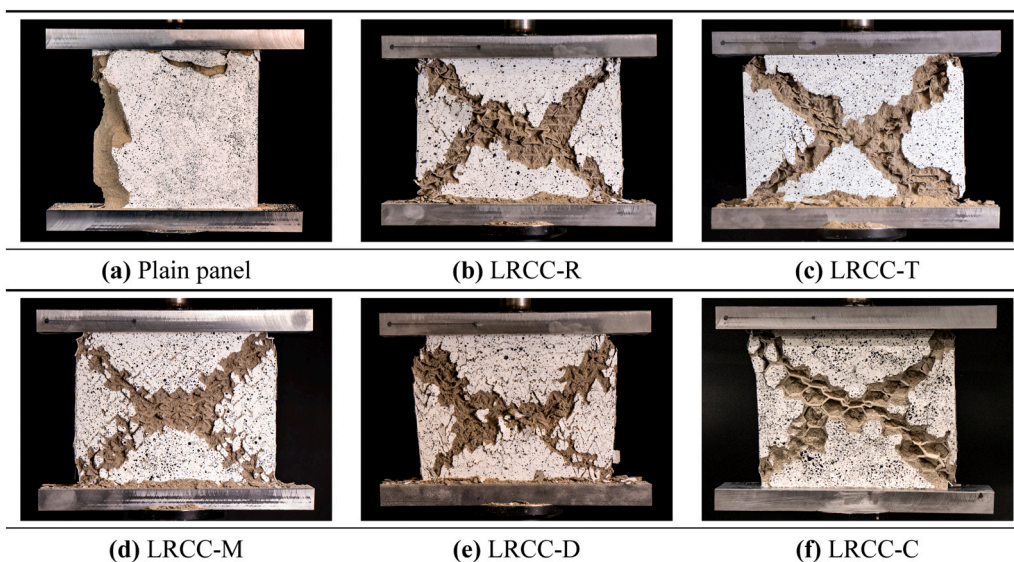 (a) Plain panel
(b) LRCC-R
(c) LRCC-T
(d) LRCC-M
(e) LRCC-D
(f) LRCC-C